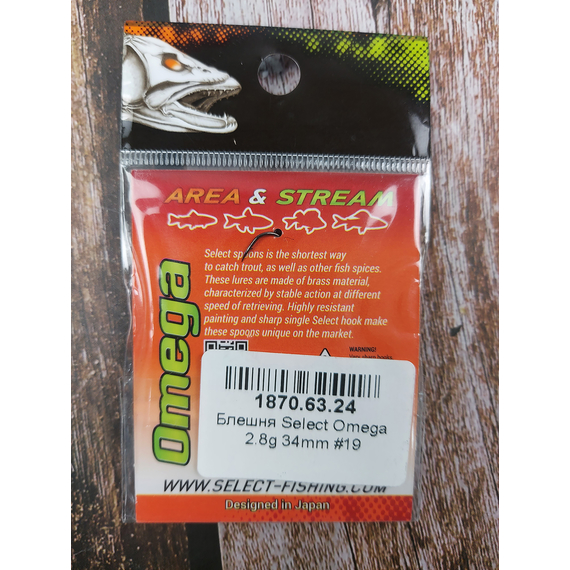 AREA & STREAM
Omega
Select spoons is the shortest way
to catch trout, as well as other fish spices.
These lures are made of brass material,
characterized by stable action at different
speed of retrieving. Highly resistant
painting and sharp single Select hook make
these spoons unique on the market.
WARNING!
1870.63.24
Блешня Select Omega
2.8g 34mm #19
WWW.SELECT-FISHING.COM
Designed in Japan